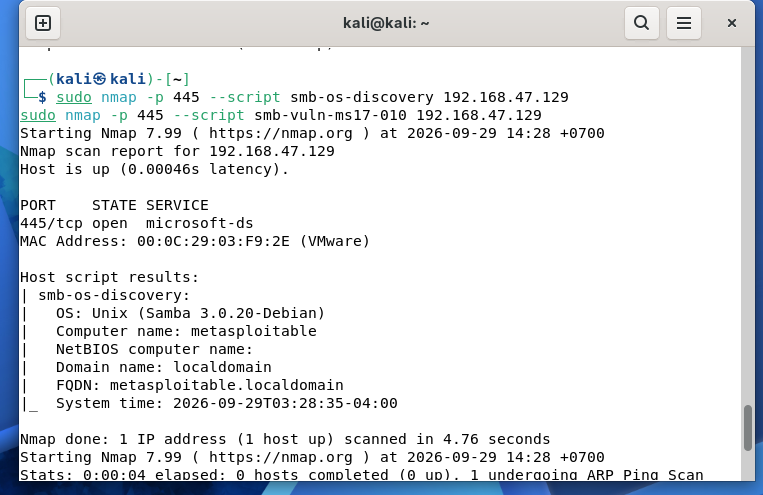 kali@kali: ~
┌──(kali㉿kali)-[~]
└─$ sudo nmap -p 445 --script smb-os-discovery 192.168.47.129
sudo nmap -p 445 --script smb-vuln-ms17-010 192.168.47.129
Starting Nmap 7.99 ( https://nmap.org ) at 2026-09-29 14:28 +0700
Nmap scan report for 192.168.47.129
Host is up (0.00046s latency).
PORT    STATE SERVICE
445/tcp open  microsoft-ds
MAC Address: 00:0C:29:03:F9:2E (VMware)
Host script results:
| smb-os-discovery:
|   OS: Unix (Samba 3.0.20-Debian)
|   Computer name: metasploitable
|   NetBIOS computer name:
|   Domain name: localdomain
|   FQDN: metasploitable.localdomain
|_  System time: 2026-09-29T03:28:35-04:00
Nmap done: 1 IP address (1 host up) scanned in 4.76 seconds
Starting Nmap 7.99 ( https://nmap.org ) at 2026-09-29 14:28 +0700
Stats: 0:00:04 elapsed; 0 hosts completed (0 up), 1 undergoing ARP Ping Scan